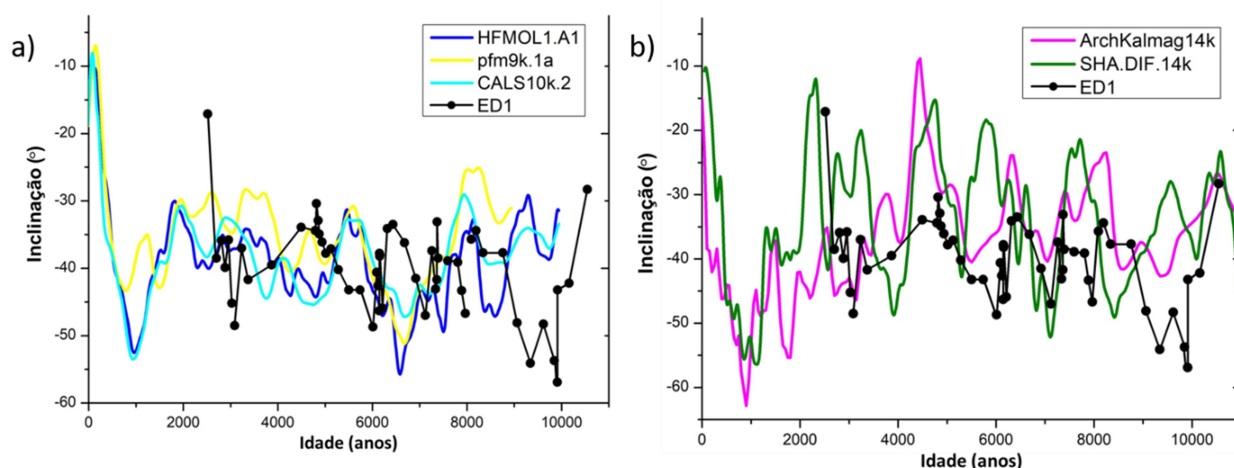 a)
HFMOL1.A1
pfm9k.1a
CALS10k.2
ED1
Inclinação (°)
-10
-20
-30
-40
-50
-60
0
2000
4000
6000
8000
10000
Idade (anos)
b)
ArchKalmag14k
SHA.DIF.14k
ED1
Inclinação (°)
-10
-20
-30
-40
-50
-60
0
2000
4000
6000
8000
10000
Idade (anos)